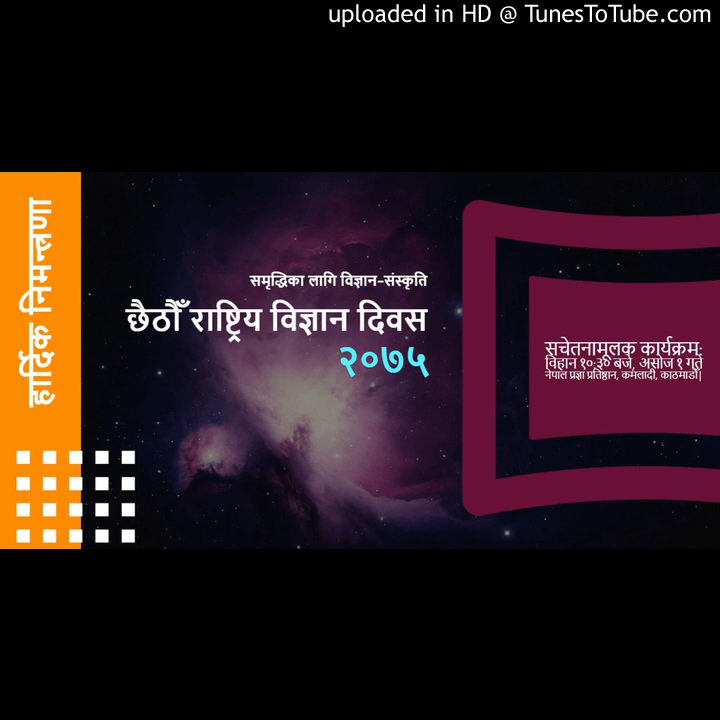 uploaded in HD @ TunesToTube.com
हार्दिक निमन्त्रणा
समृद्धिका लागि विज्ञान-संस्कृति
छैठौँ राष्ट्रिय विज्ञान दिवस
२०७५
सचेतनामूलक कार्यक्रम:
विहान १०:३० बजे, असोज १ गते
नेपाल प्रज्ञा प्रतिष्ठान, कमलादी, काठमाडौं|